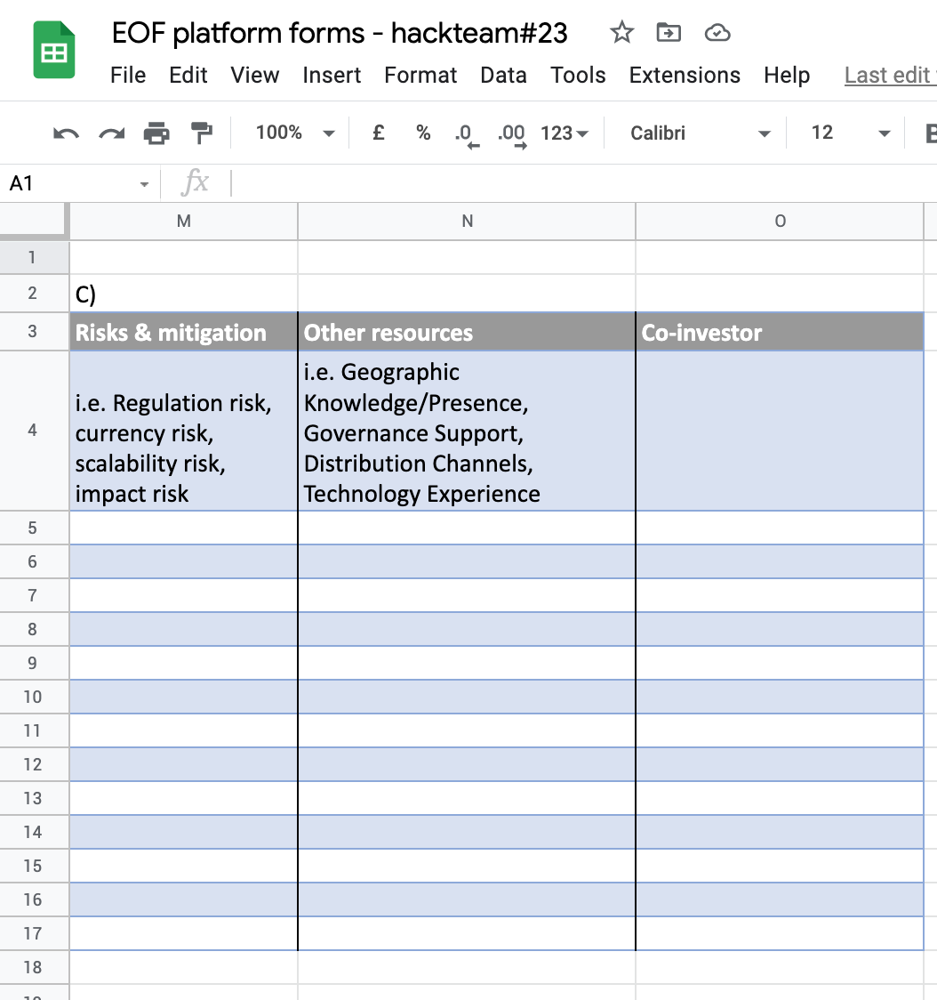 EOF platform forms - hackteam#23
File Edit View Insert Format Data Tools Extensions Help Last edit
100% £ % .0 .00 123 Calibri 12 B
A1 fx
M N O
1
2 C)
3 Risks & mitigation Other resources Co-investor
i.e. Geographic
i.e. Regulation risk, Knowledge/Presence,
4 currency risk, Governance Support,
scalability risk, Distribution Channels,
impact risk Technology Experience
5
6
7
8
9
10
11
12
13
14
15
16
17
18